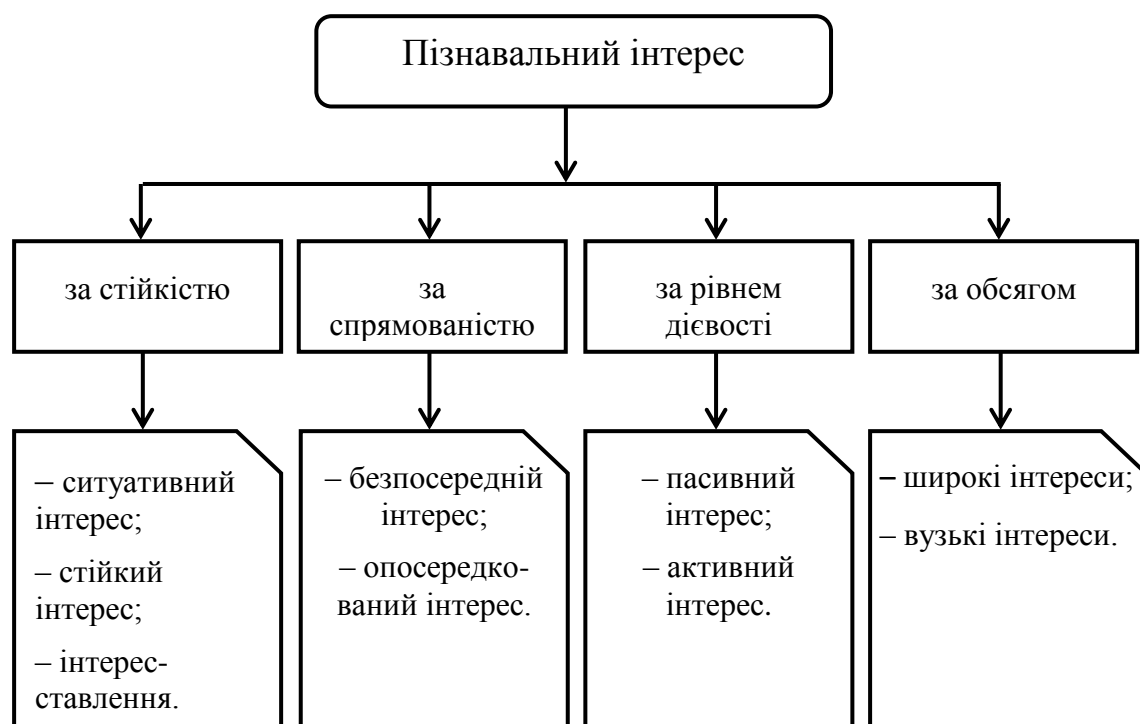 Пізнавальний інтерес
за стійкістю
за
спрямованістю
за рівнем
дієвості
за обсягом
– ситуативний
інтерес;
– стійкий
інтерес;
– інтерес-
ставлення.
– безпосередній
інтерес;
– опосередко-
ваний інтерес.
– пасивний
інтерес;
– активний
інтерес.
– широкі інтереси;
– вузькі інтереси.